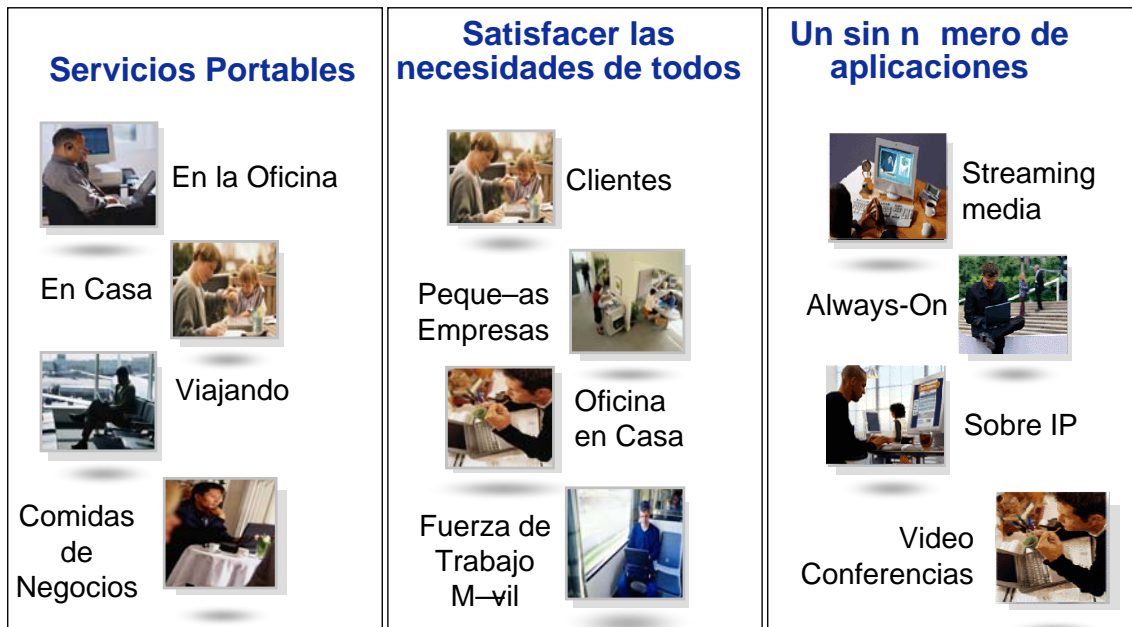 Servicios Portables
En la Oficina
En Casa
Viajando
Comidas
de
Negocios
Satisfacer las
necesidades de todos
Clientes
Peque–as
Empresas
Oficina
en Casa
Fuerza de
Trabajo
M—vil
Un sin n mero de
aplicaciones
Streaming
media
Always-On
Sobre IP
Video
Conferencias